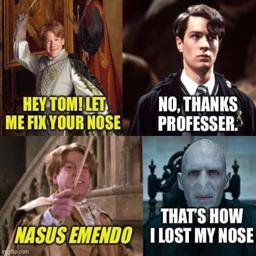 HEY TOM! LET
ME FIX YOUR NOSE
NO, THANKS
PROFESSER.
NASUS EMENDO
THAT'S HOW
I LOST MY NOSE
imgflip.com